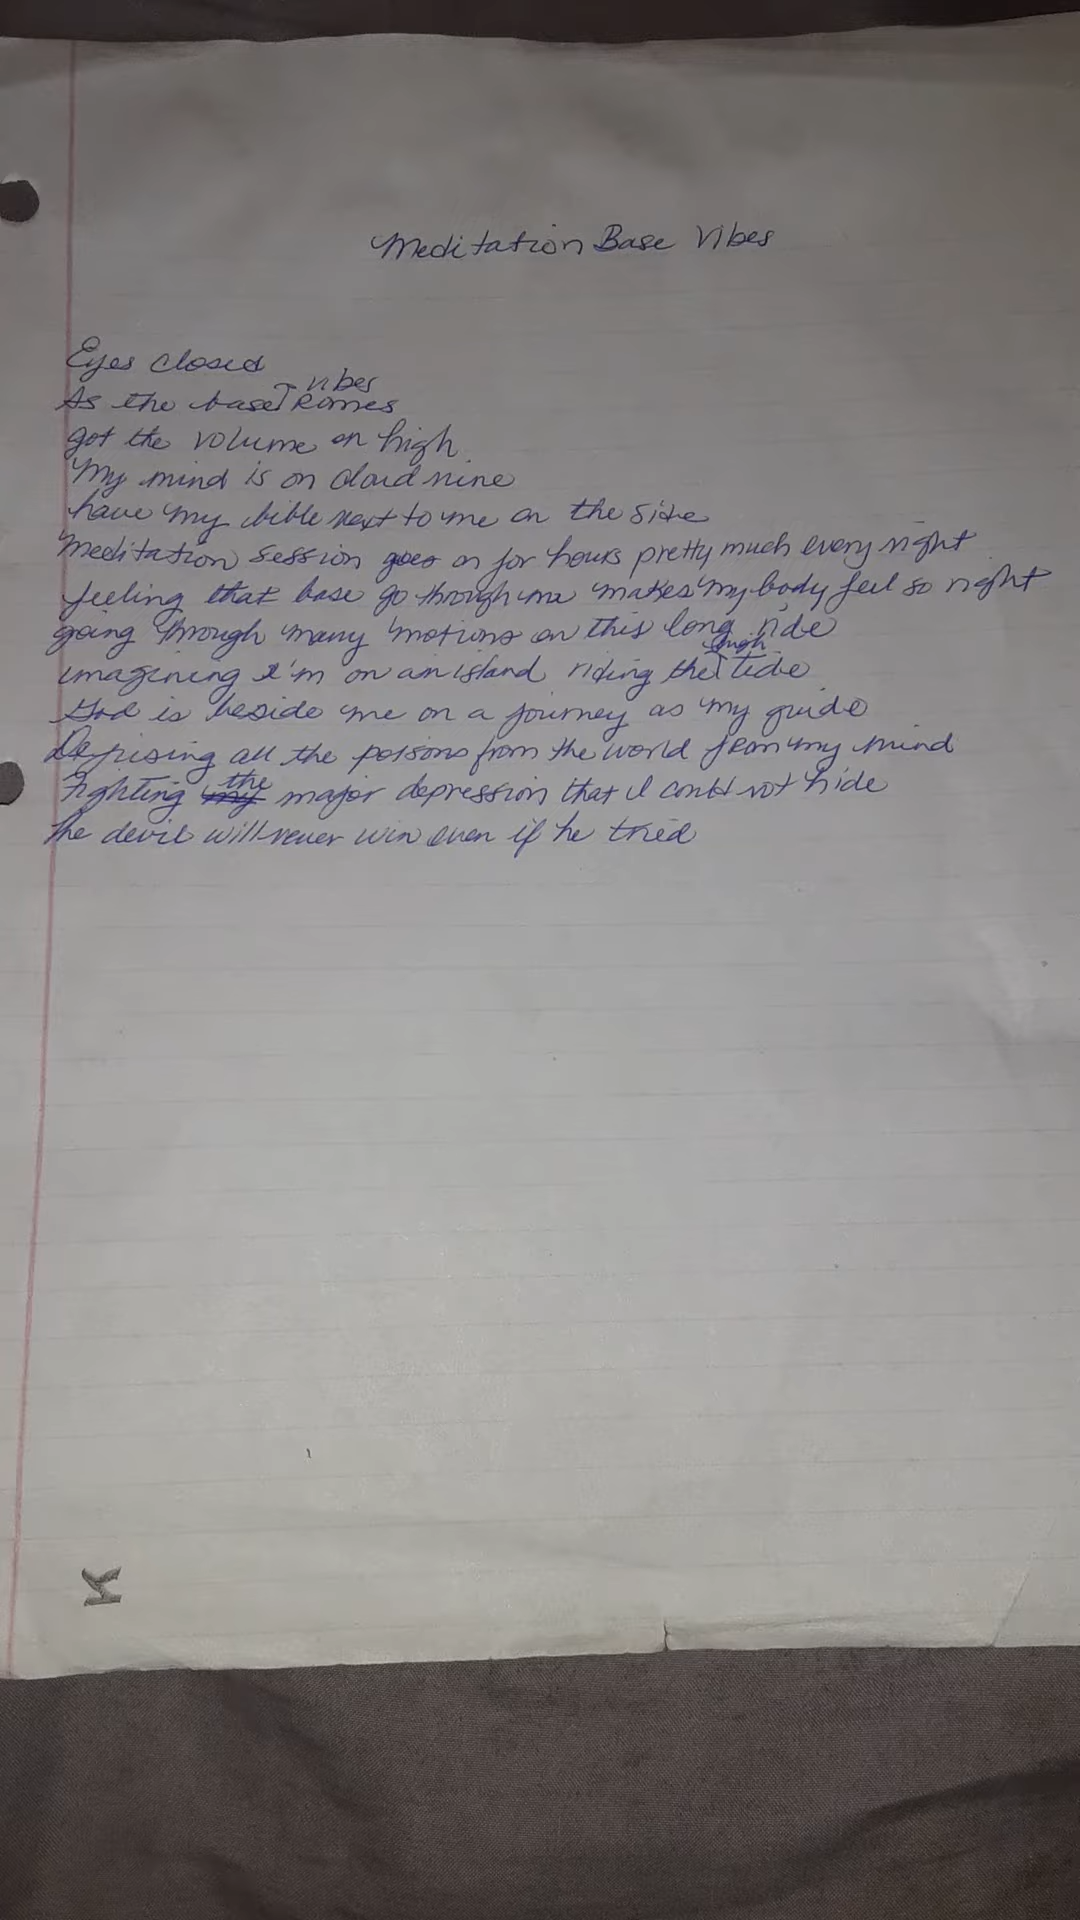 Meditation Base Vibes
Eyes closed
As the base vibes
got the volume on high
My mind is on cloud nine
have my bible next to me on the side
Meditation session goes on for hours pretty much every night
feeling that base go through me makes my body feel so right
going through many motions on this long ride
imagining I'm on an island riding the high tide
God is beside me on a journey as my guide
all the poisons from the world from my mind
Fighting the major depression that I could not hide
The devil will never win even if he tried
K